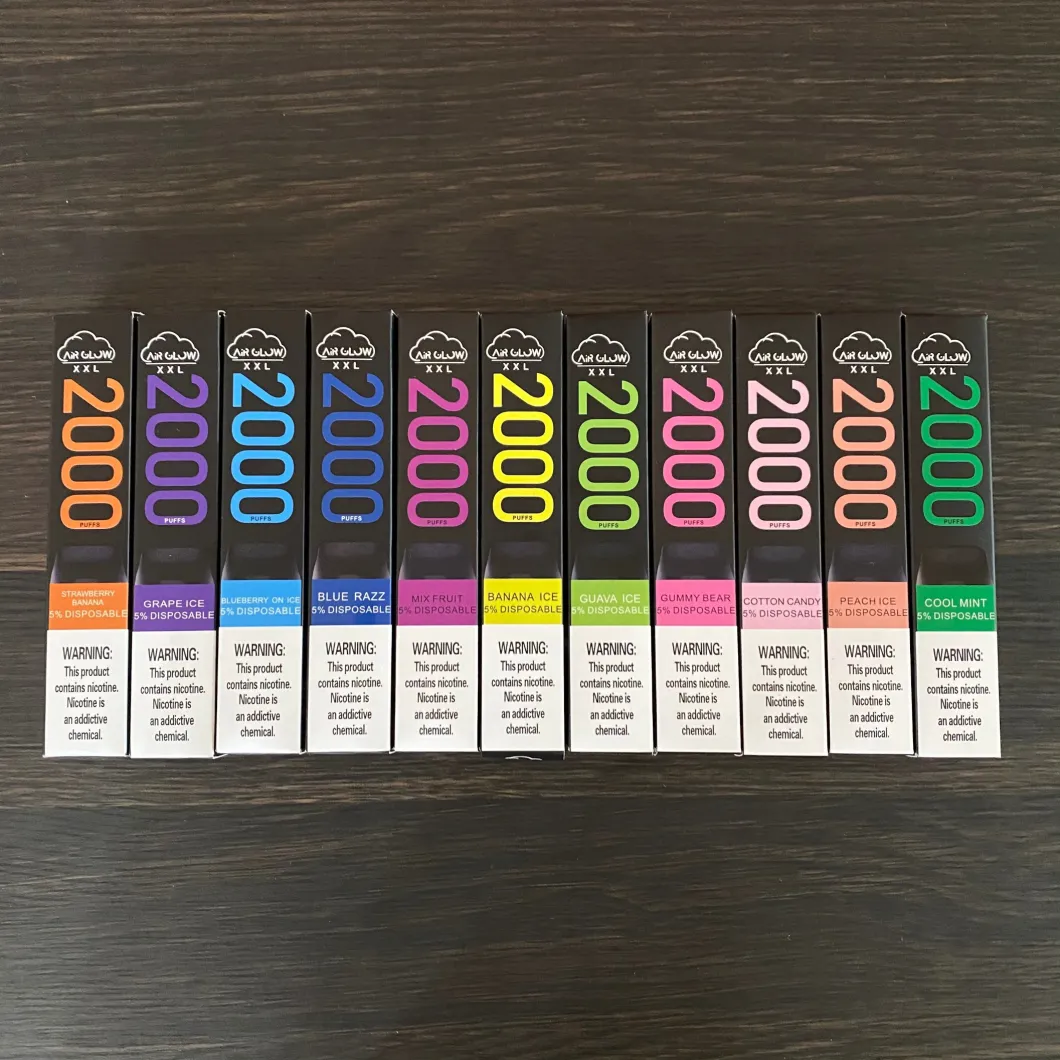 AIR GLOW
XXL
2000
PUFFS
STRAWBERRY
BANANA
5% DISPOSABLE
WARNING:
This product
contains nicotine.
Nicotine is
an addictive
chemical.
AIR GLOW
XXL
2000
PUFFS
GRAPE ICE
5% DISPOSABLE
WARNING:
This product
contains nicotine.
Nicotine is
an addictive
chemical.
AIR GLOW
XXL
2000
PUFFS
BLUEBERRY ON ICE
5% DISPOSABLE
WARNING:
This product
contains nicotine.
Nicotine is
an addictive
chemical.
AIR GLOW
XXL
2000
PUFFS
BLUE RAZZ
5% DISPOSABLE
WARNING:
This product
contains nicotine.
Nicotine is
an addictive
chemical.
AIR GLOW
XXL
2000
PUFFS
MIX FRUIT
5% DISPOSABLE
WARNING:
This product
contains nicotine.
Nicotine is
an addictive
chemical.
AIR GLOW
XXL
2000
PUFFS
BANANA ICE
5% DISPOSABLE
WARNING:
This product
contains nicotine.
Nicotine is
an addictive
chemical.
AIR GLOW
XXL
2000
PUFFS
GUAVA ICE
5% DISPOSABLE
WARNING:
This product
contains nicotine.
Nicotine is
an addictive
chemical.
AIR GLOW
XXL
2000
PUFFS
GUMMY BEAR
5% DISPOSABLE
WARNING:
This product
contains nicotine.
Nicotine is
an addictive
chemical.
AIR GLOW
XXL
2000
PUFFS
COTTON CANDY
5% DISPOSABLE
WARNING:
This product
contains nicotine.
Nicotine is
an addictive
chemical.
AIR GLOW
XXL
2000
PUFFS
PEACH ICE
5% DISPOSABLE
WARNING:
This product
contains nicotine.
Nicotine is
an addictive
chemical.
AIR GLOW
XXL
2000
PUFFS
COOL MINT
5% DISPOSABLE
WARNING:
This product
contains nicotine.
Nicotine is
an addictive
chemical.